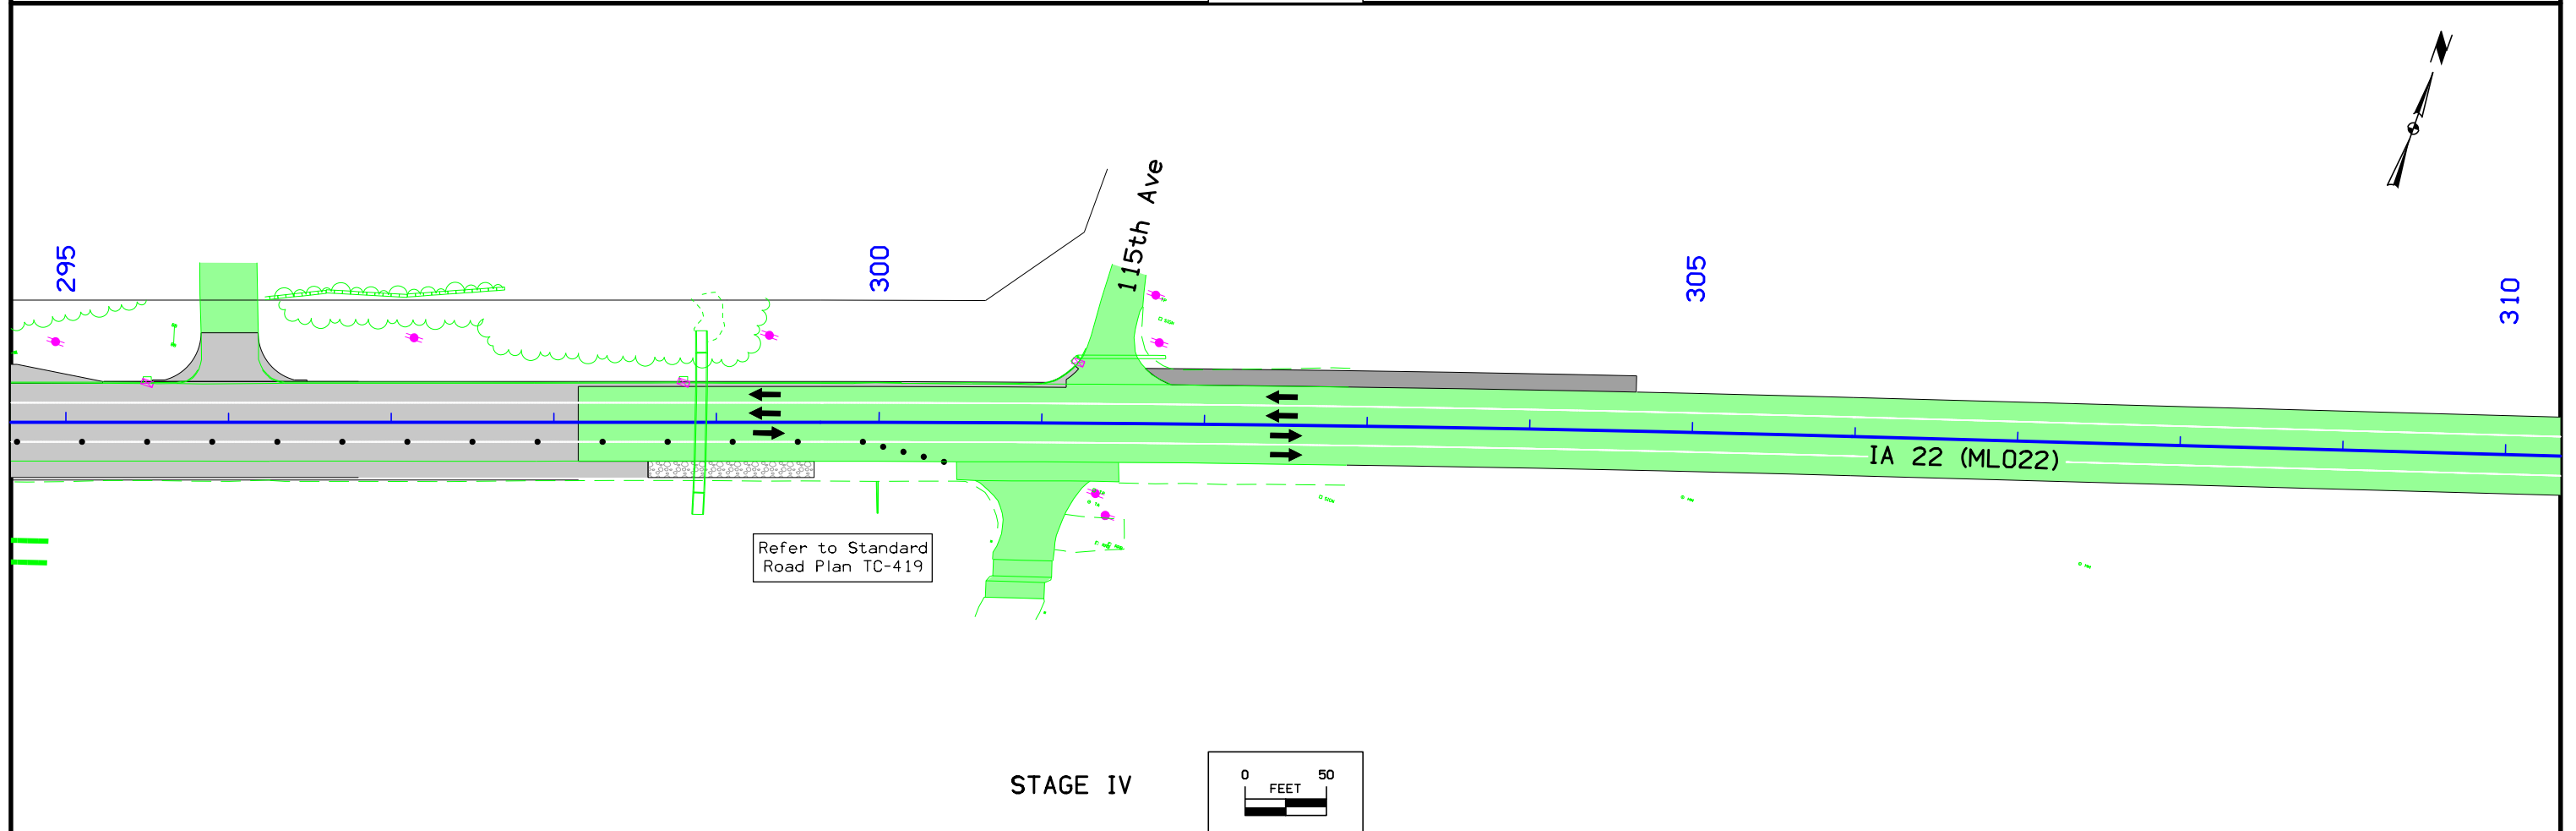 115th Ave
295
300
305
310
IA 22 (ML022)
Refer to Standard
Road Plan TC-419
STAGE IV
0 50
FEET